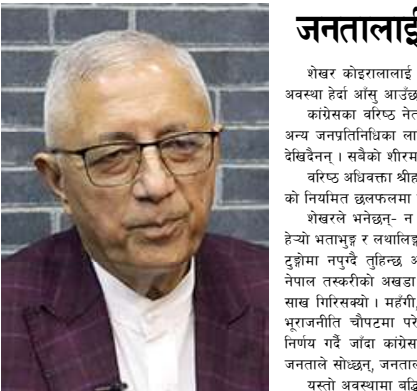 जनतालाई
शेखर कोइरालालाई
अवस्था हेर्दा आँसु आउँछ
कांग्रेसका वरिष्ठ नेत
अन्य जनप्रतिनिधिका ला
देखिदैनन् । सबैको शीरम
वरिष्ठ अधिवक्ता श्रीह
को नियमित छलफलमा
शेखरले भनेछन्- न
हेऱ्यो भताभुङ्ग र लथालिङ्ग
टुङ्गोमा नपुग्दै तुहिन्छ अ
नेपाल तस्करीको अखडा
साख गिरिसक्यो । महँगी,
भूराजनीति चौपटमा परे
निर्णय गर्दै जाँदा कांग्रेस
जनताले सोध्छन्, जनताल
यस्तो अवस्थामा बुद्धि